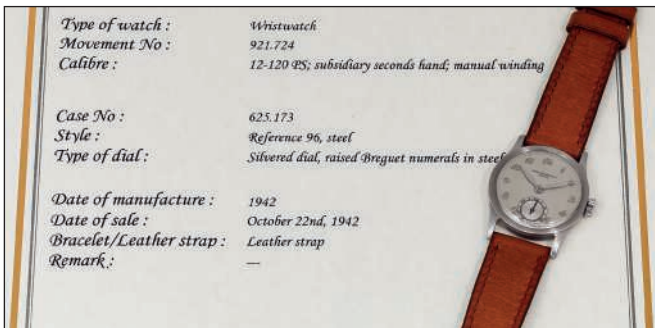 Type of watch : Wristwatch
Movement No : 921.724
Calibre : 12-120 PS; subsidiary seconds hand; manual winding
Case No : 625.173
Style : Reference 96, steel
Type of dial : Silvered dial, raised Breguet numerals in steel
Date of manufacture : 1942
Date of sale : October 22nd, 1942
Bracelet/Leather strap : Leather strap
Remark : —